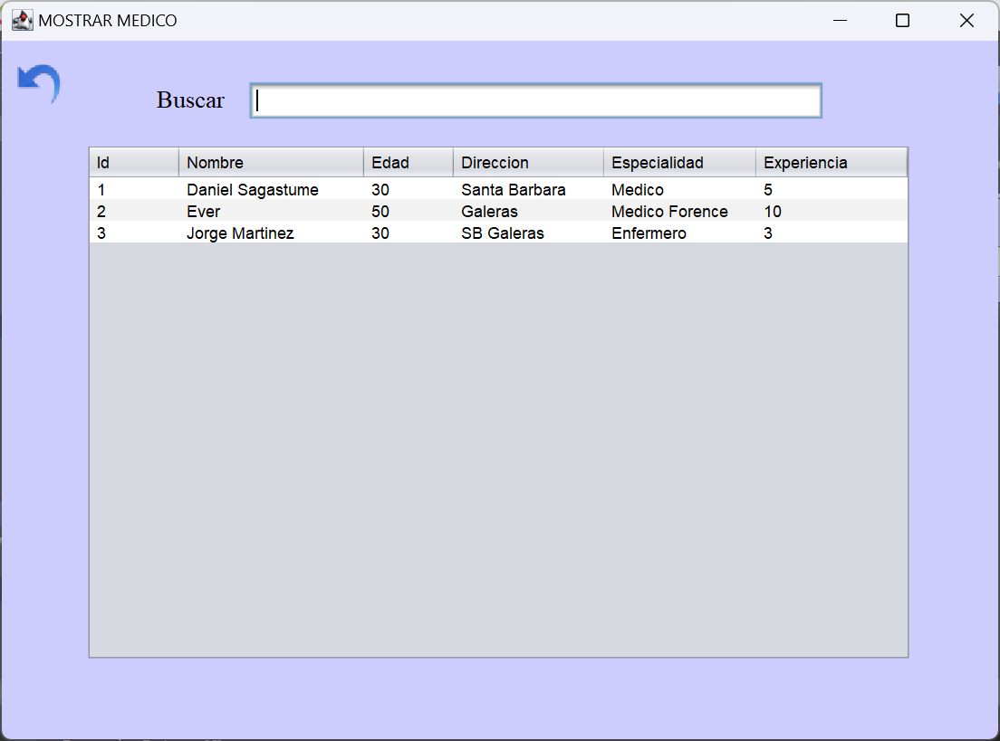 MOSTRAR MEDICO
Buscar
Id Nombre Edad Direccion Especialidad Experiencia
1 Daniel Sagastume 30 Santa Barbara Medico 5
2 Ever 50 Galeras Medico Forence 10
3 Jorge Martinez 30 SB Galeras Enfermero 3